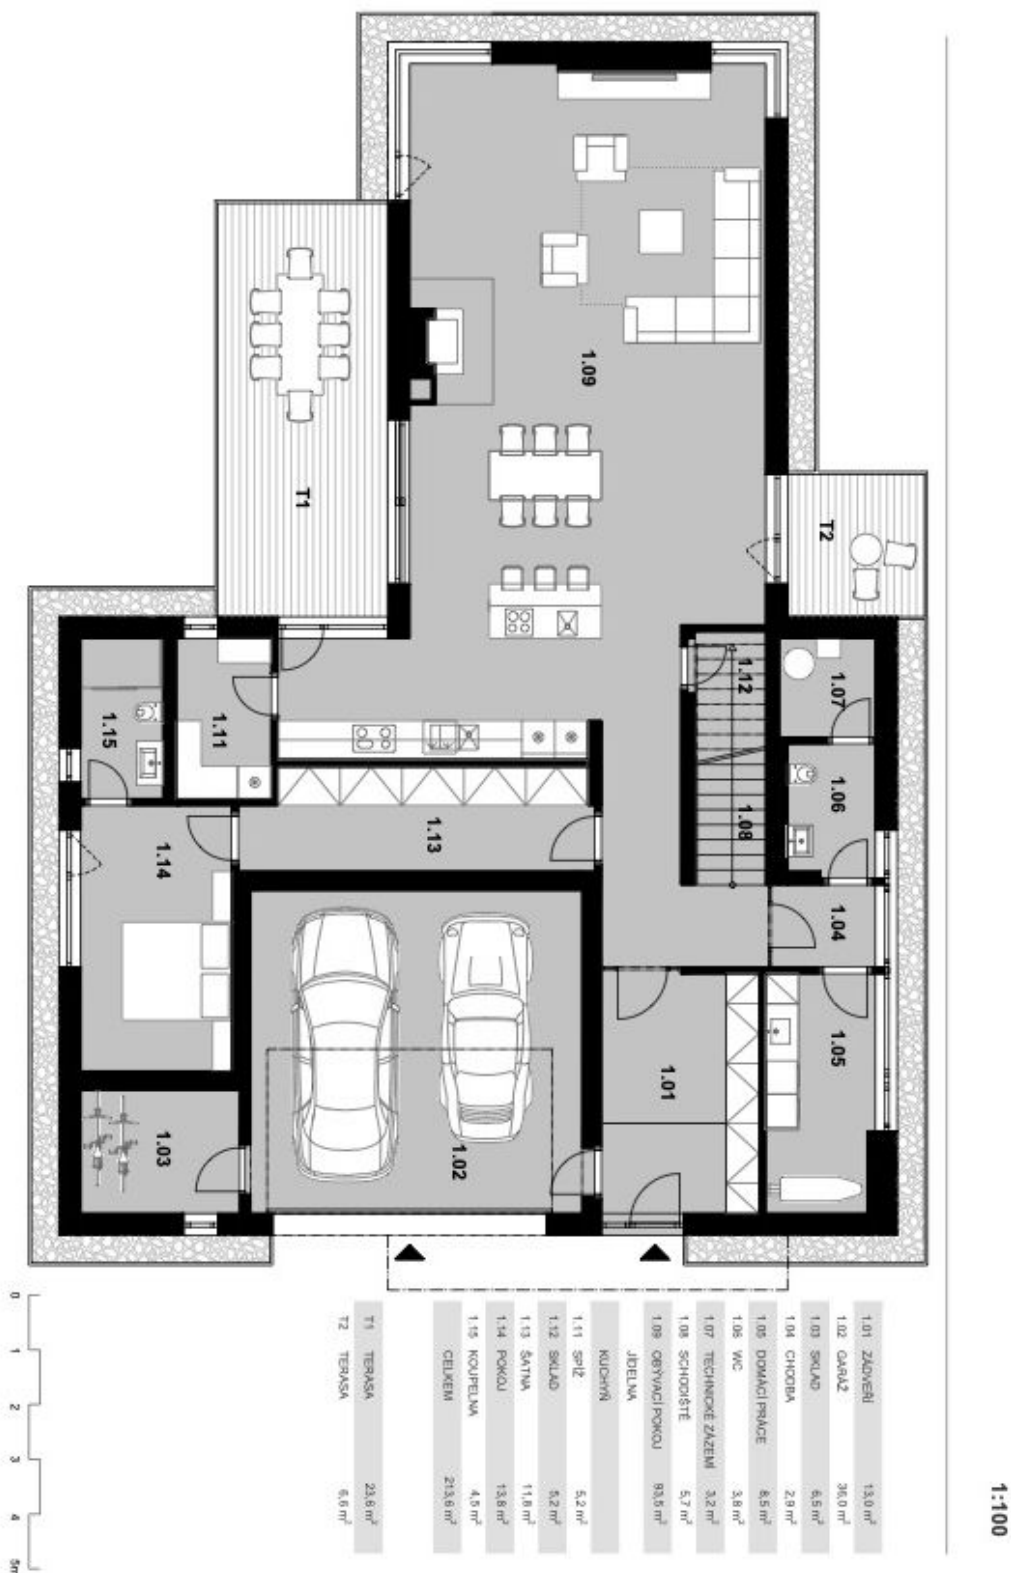 1:100
T1
T2
1.09
1.12
1.07
1.15
1.11
1.06
1.08
1.13
1.14
1.04
1.05
1.01
1.03
1.02
1.01 ZÁDVEŘÍ 13,0 m²
1.02 GARÁŽ 36,0 m²
1.03 SKLAD 6,5 m²
1.04 CHODBA 2,9 m²
1.05 DOMÁCÍ PRÁCE 8,5 m²
1.06 WC 3,8 m²
1.07 TECHNICKÉ ZÁZEMÍ 3,2 m²
1.08 SCHODIŠTĚ 5,7 m²
1.09 OBÝVACÍ POKOJ 93,5 m²
JÍDELNA
KUCHYŇ
1.11 SPÍŽ 5,2 m²
1.12 SKLAD 5,2 m²
1.13 ŠATNA 11,8 m²
1.14 POKOJ 13,8 m²
1.15 KOUPELNA 4,5 m²
CELKEM 213,6 m²
T1 TERASA 23,6 m²
T2 TERASA 6,6 m²
0 1 2 3 4 5m